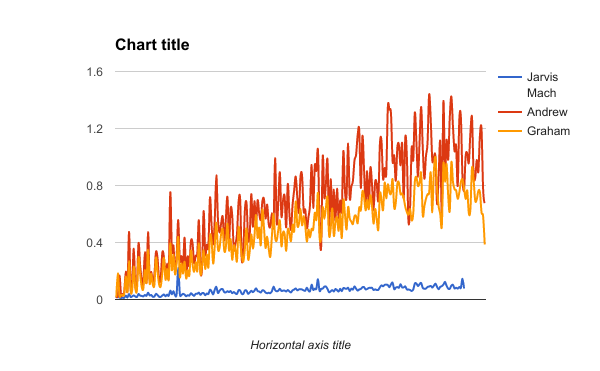 Chart title
1.6
1.2
0.8
0.4
0
Jarvis
Mach
Andrew
Graham
Horizontal axis title